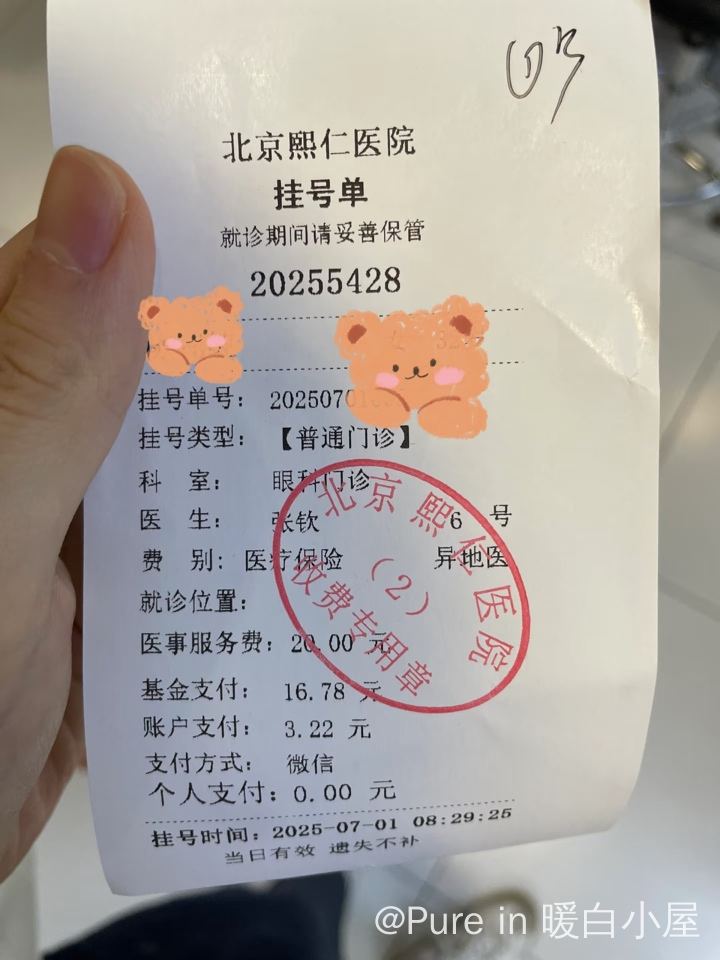 北京熙仁医院
挂号单
就诊期间请妥善保管
20255428
挂号单号： 20250701
挂号类型： 【普通门诊】
科 室： 眼科门诊
医 生： 张钦 6 号
费 别: 医疗保险 异地医
就诊位置：
医事服务费： 20.00 元
基金支付： 16.78 元
账户支付： 3.22 元
支付方式： 微信
个人支付：0.00 元
挂号时间：2025-07-01 08:29:25
当日有效 遗失不补
北京熙仁医院
（2）
收费专用章
@Pure in 暖白小屋